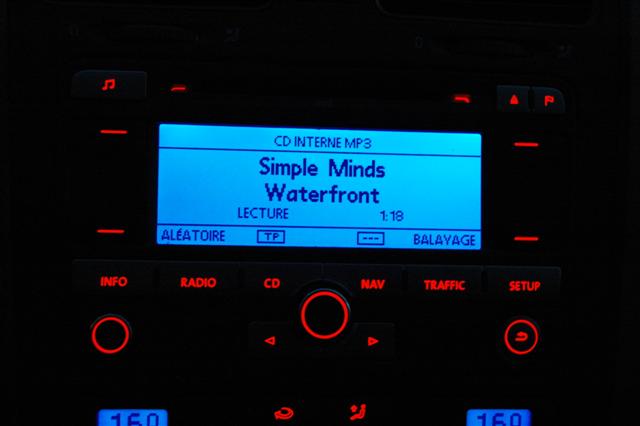 CD INTERNE MP3
Simple Minds
Waterfront
LECTURE 1:18
ALÉATOIRE TP --- BALAYAGE
INFO RADIO CD NAV TRAFFIC SETUP
160 160